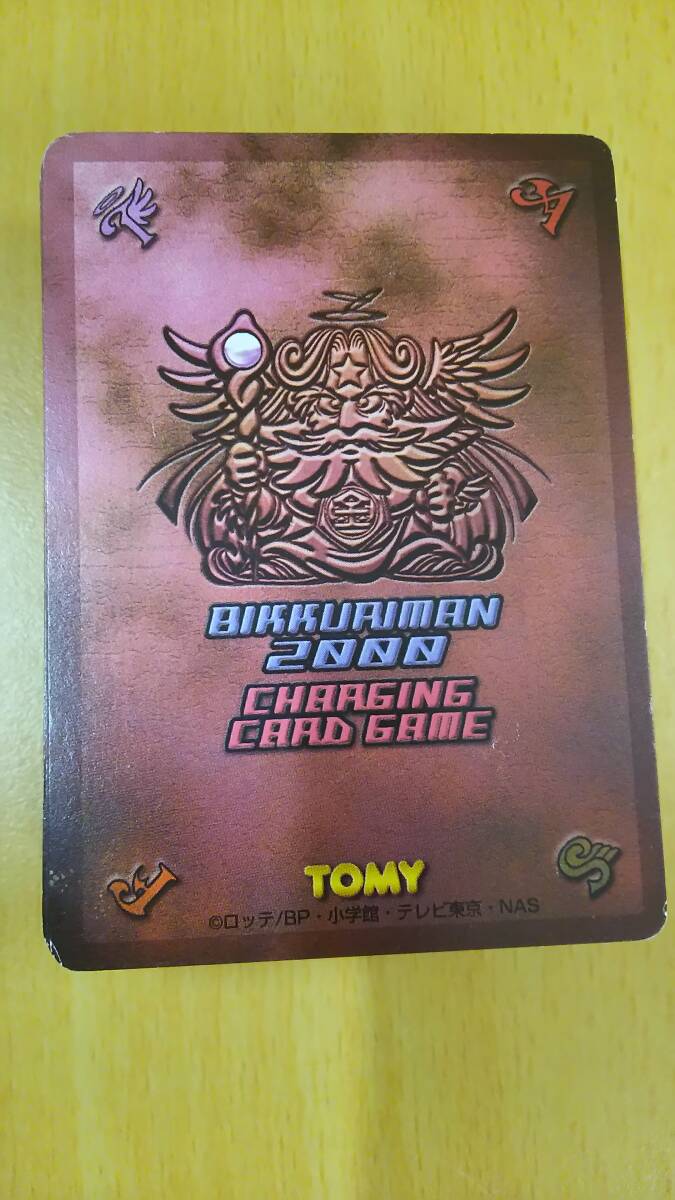 BIKKURIMAN
2000
CHARGING
CARD GAME
TOMY
©ロッテ/BP・小学館・テレビ東京・NAS